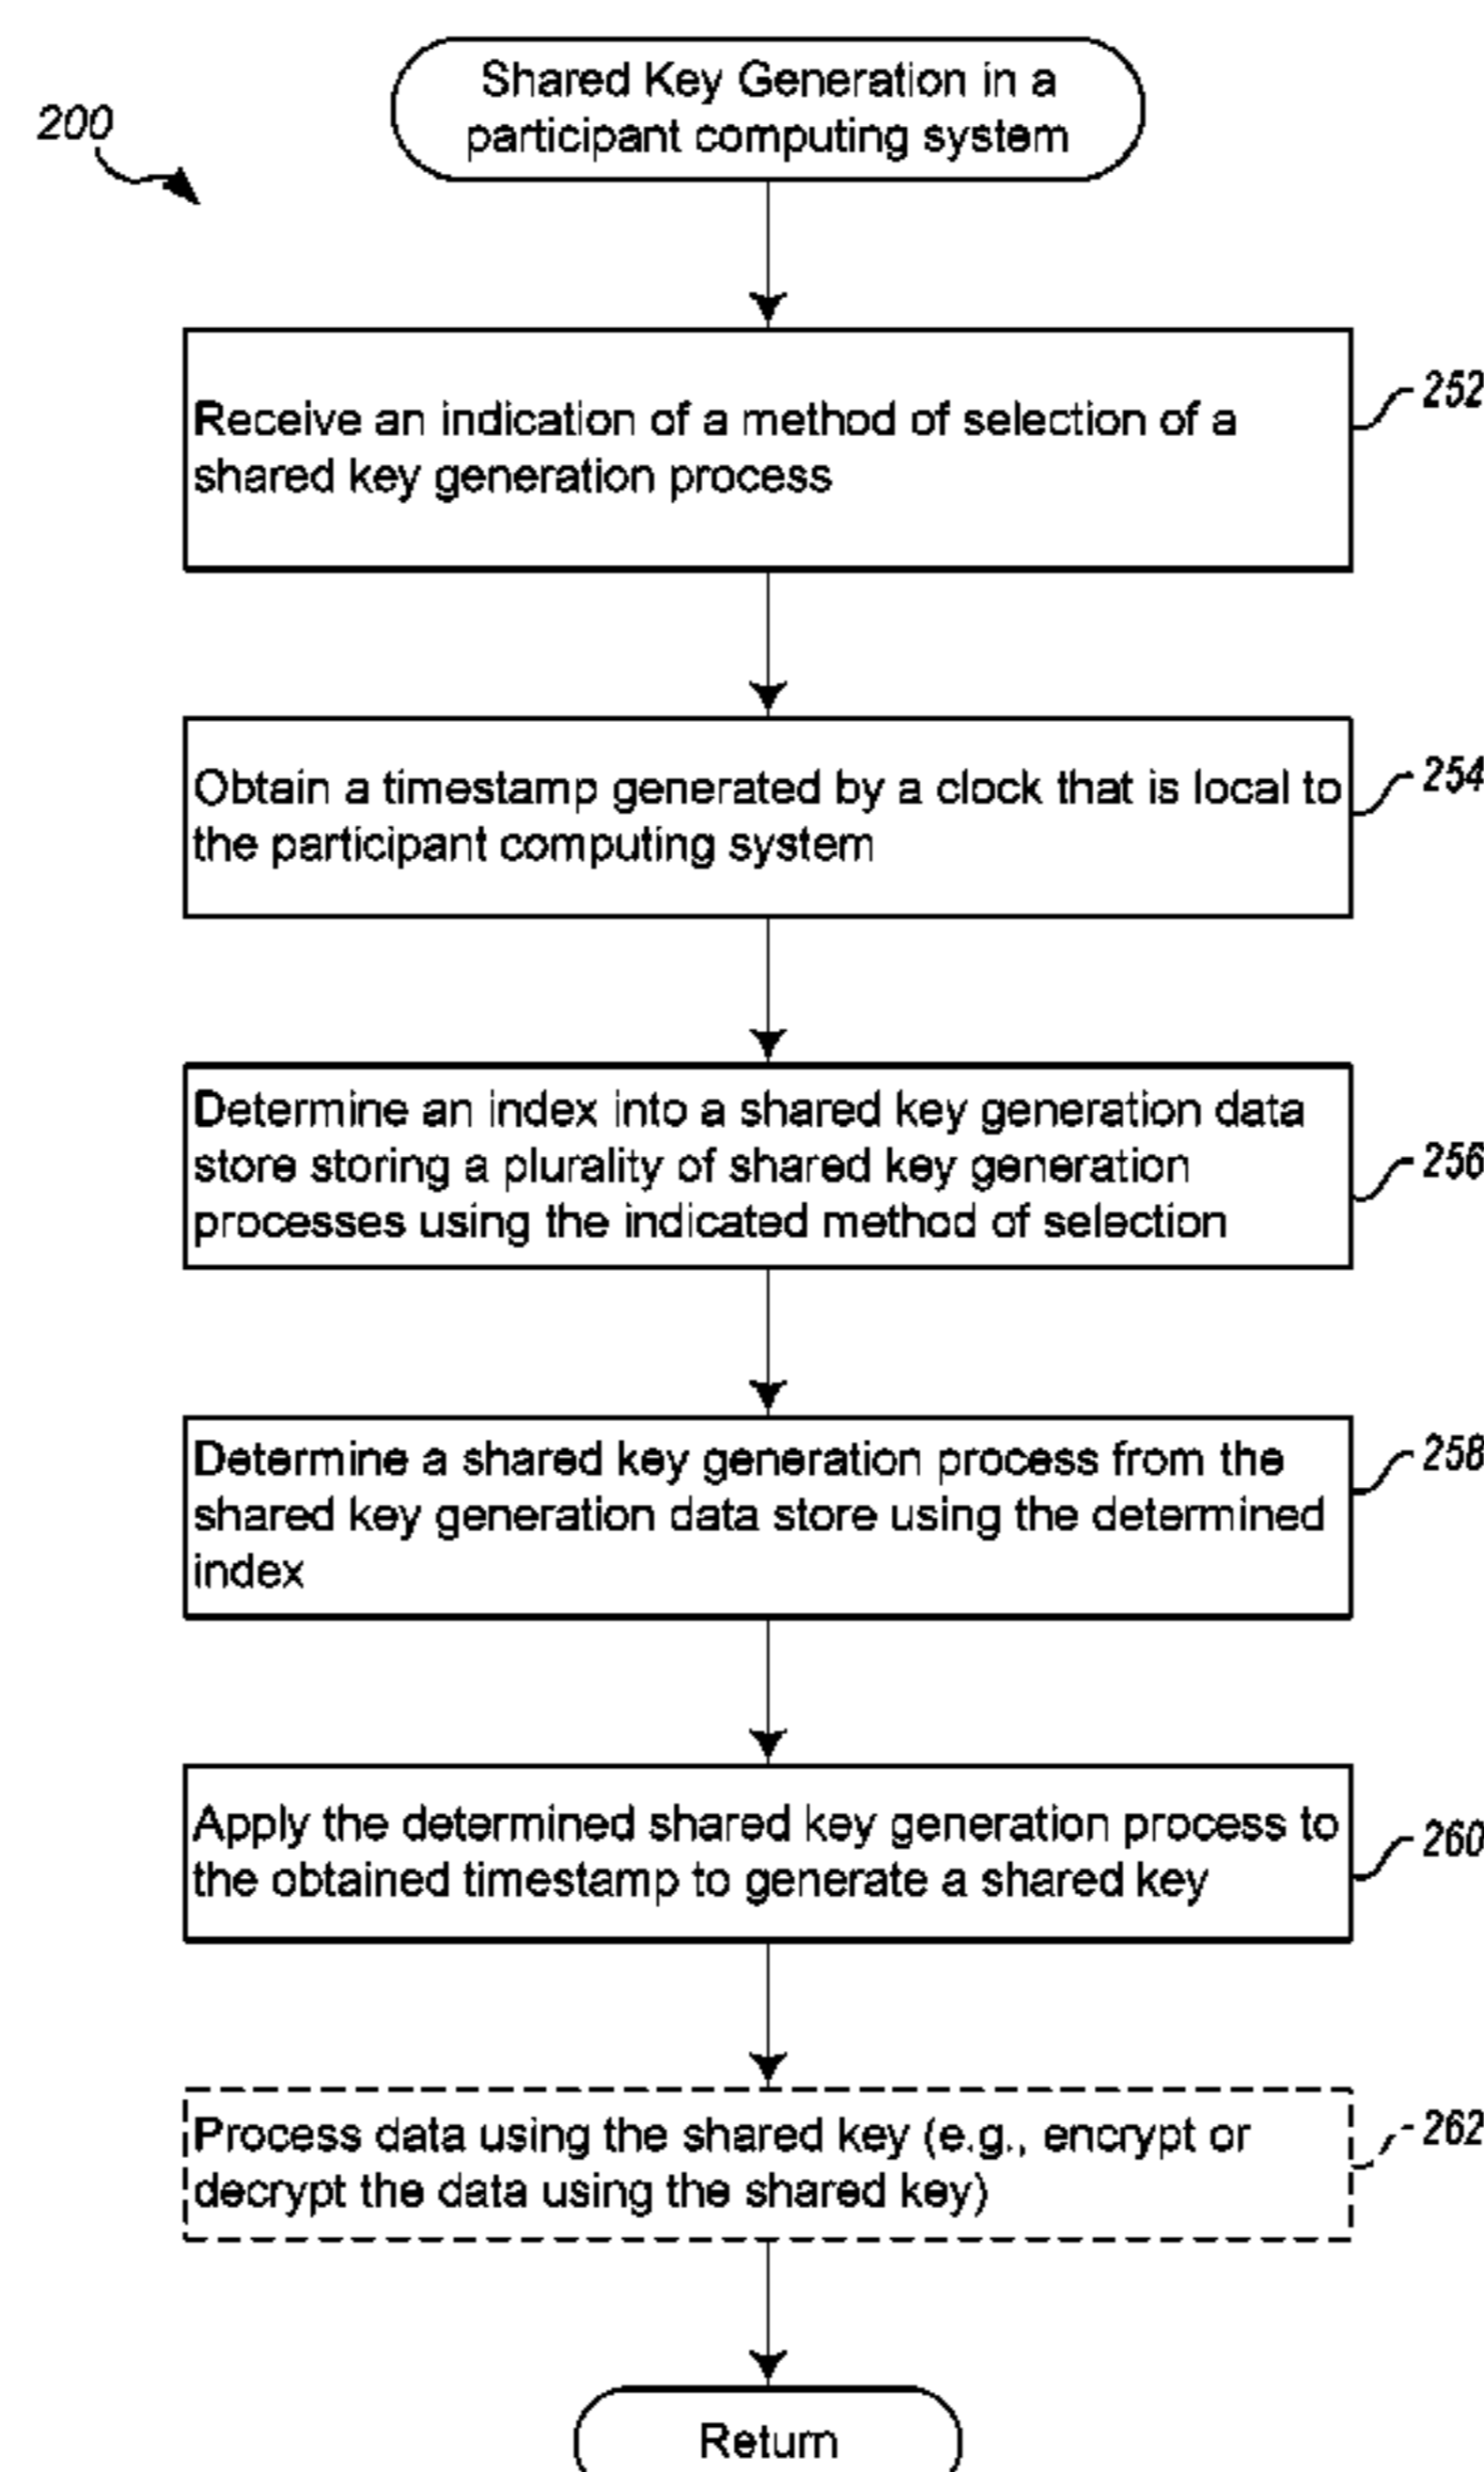 Shared Key Generation in a
participant computing system
200
Receive an indication of a method of selection of a
shared key generation process
252
Obtain a timestamp generated by a clock that is local to
the participant computing system
254
Determine an index into a shared key generation data
store storing a plurality of shared key generation
processes using the indicated method of selection
256
Determine a shared key generation process from the
shared key generation data store using the determined
index
258
Apply the determined shared key generation process to
the obtained timestamp to generate a shared key
260
Process data using the shared key (e.g., encrypt or
decrypt the data using the shared key)
262
Return